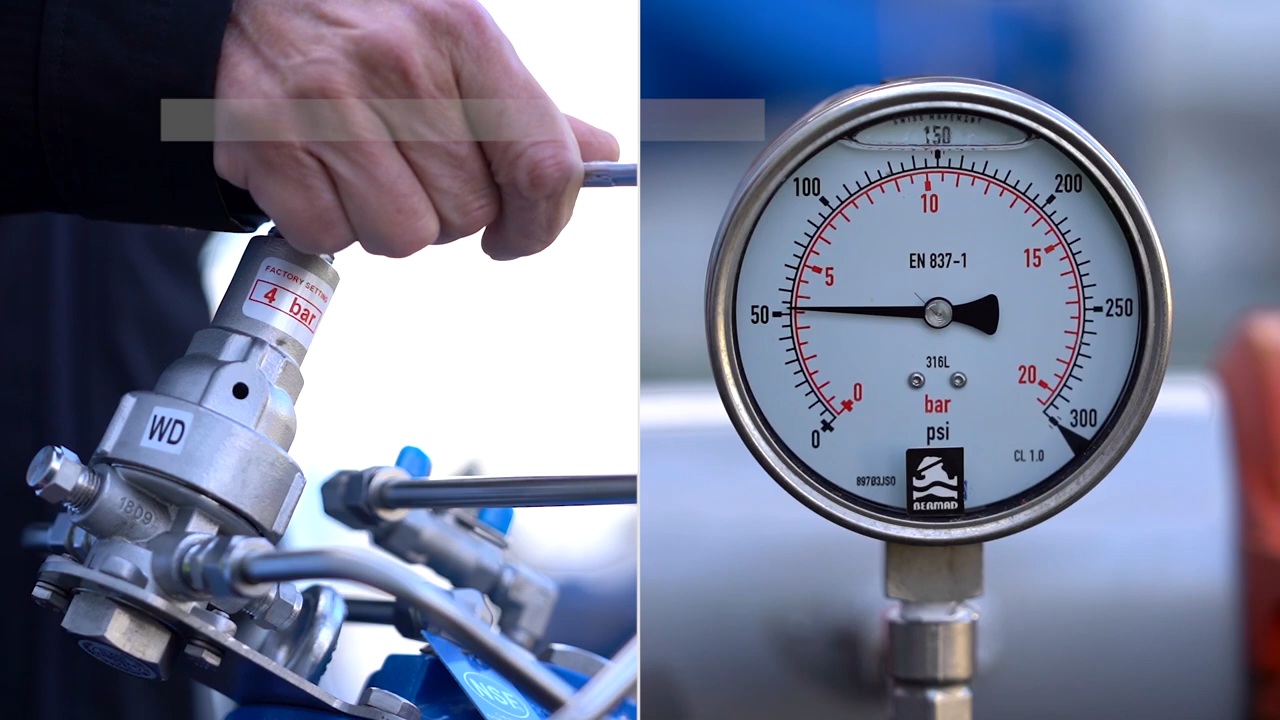 FACTORY SETTING
4 bar
WD
1809
NSF
SWISS MOVEMENT
150
100
200
10
EN 837-1
15
5
50
250
316L
20
0
bar
300
0
psi
CL 1.0
89703JSO
BERMAD